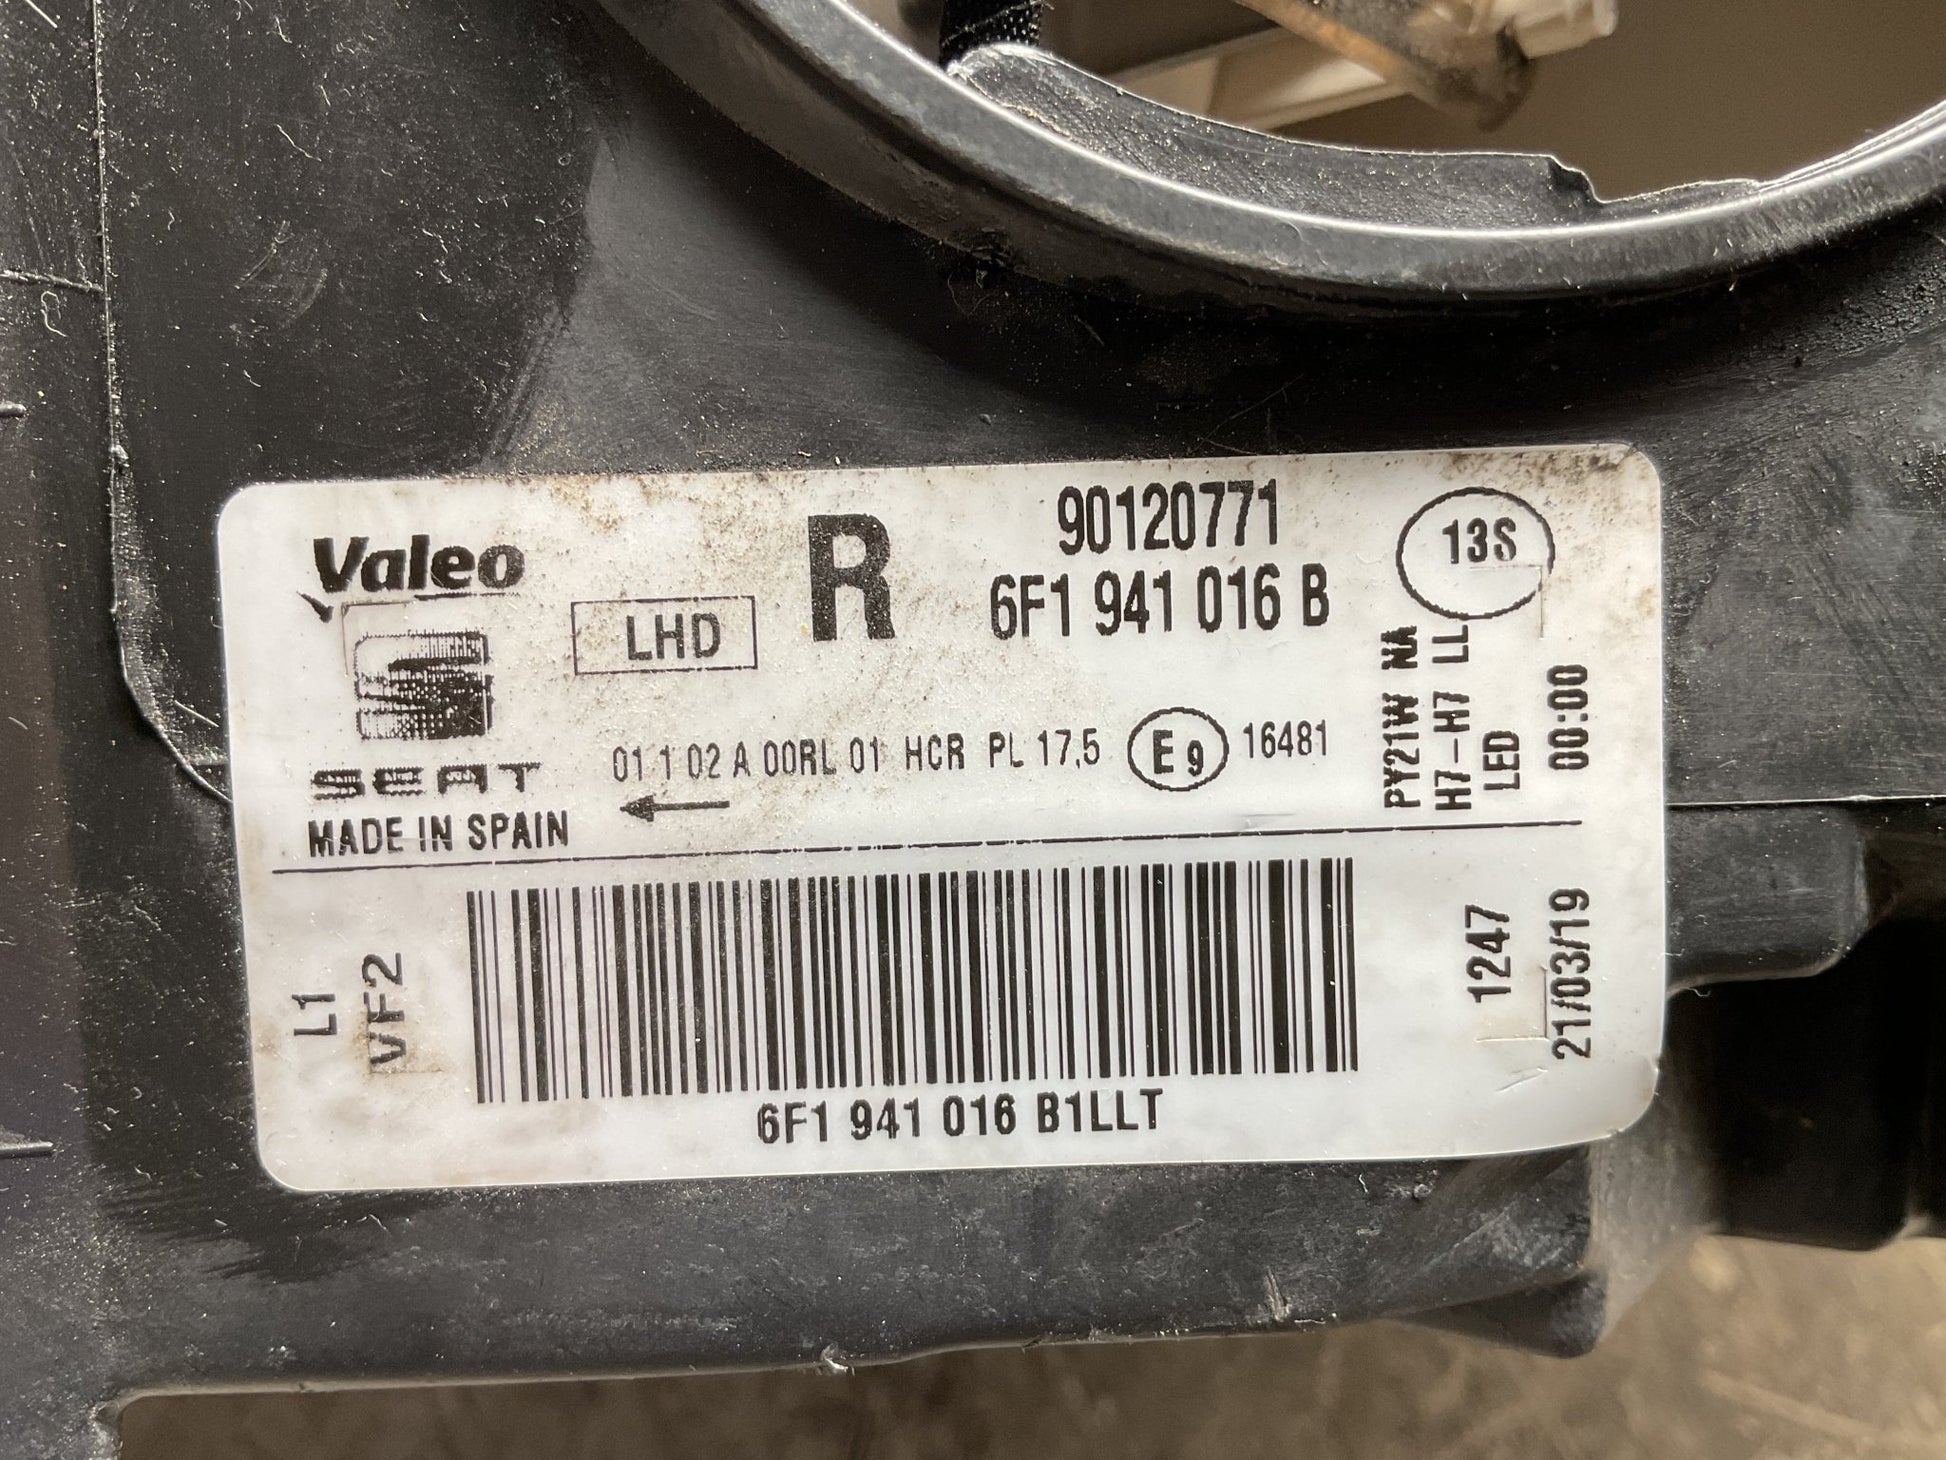 Valeo
SEAT
MADE IN SPAIN
LHD
R
90120771
6F1 941 016 B
13S
01 1 02 A 00RL 01 HCR PL 17,5 E9 16481
PY21W NA
H7-H7 LL
LED
00:00
L1
VF2
1247
21/03/19
6F1 941 016 B1LLT